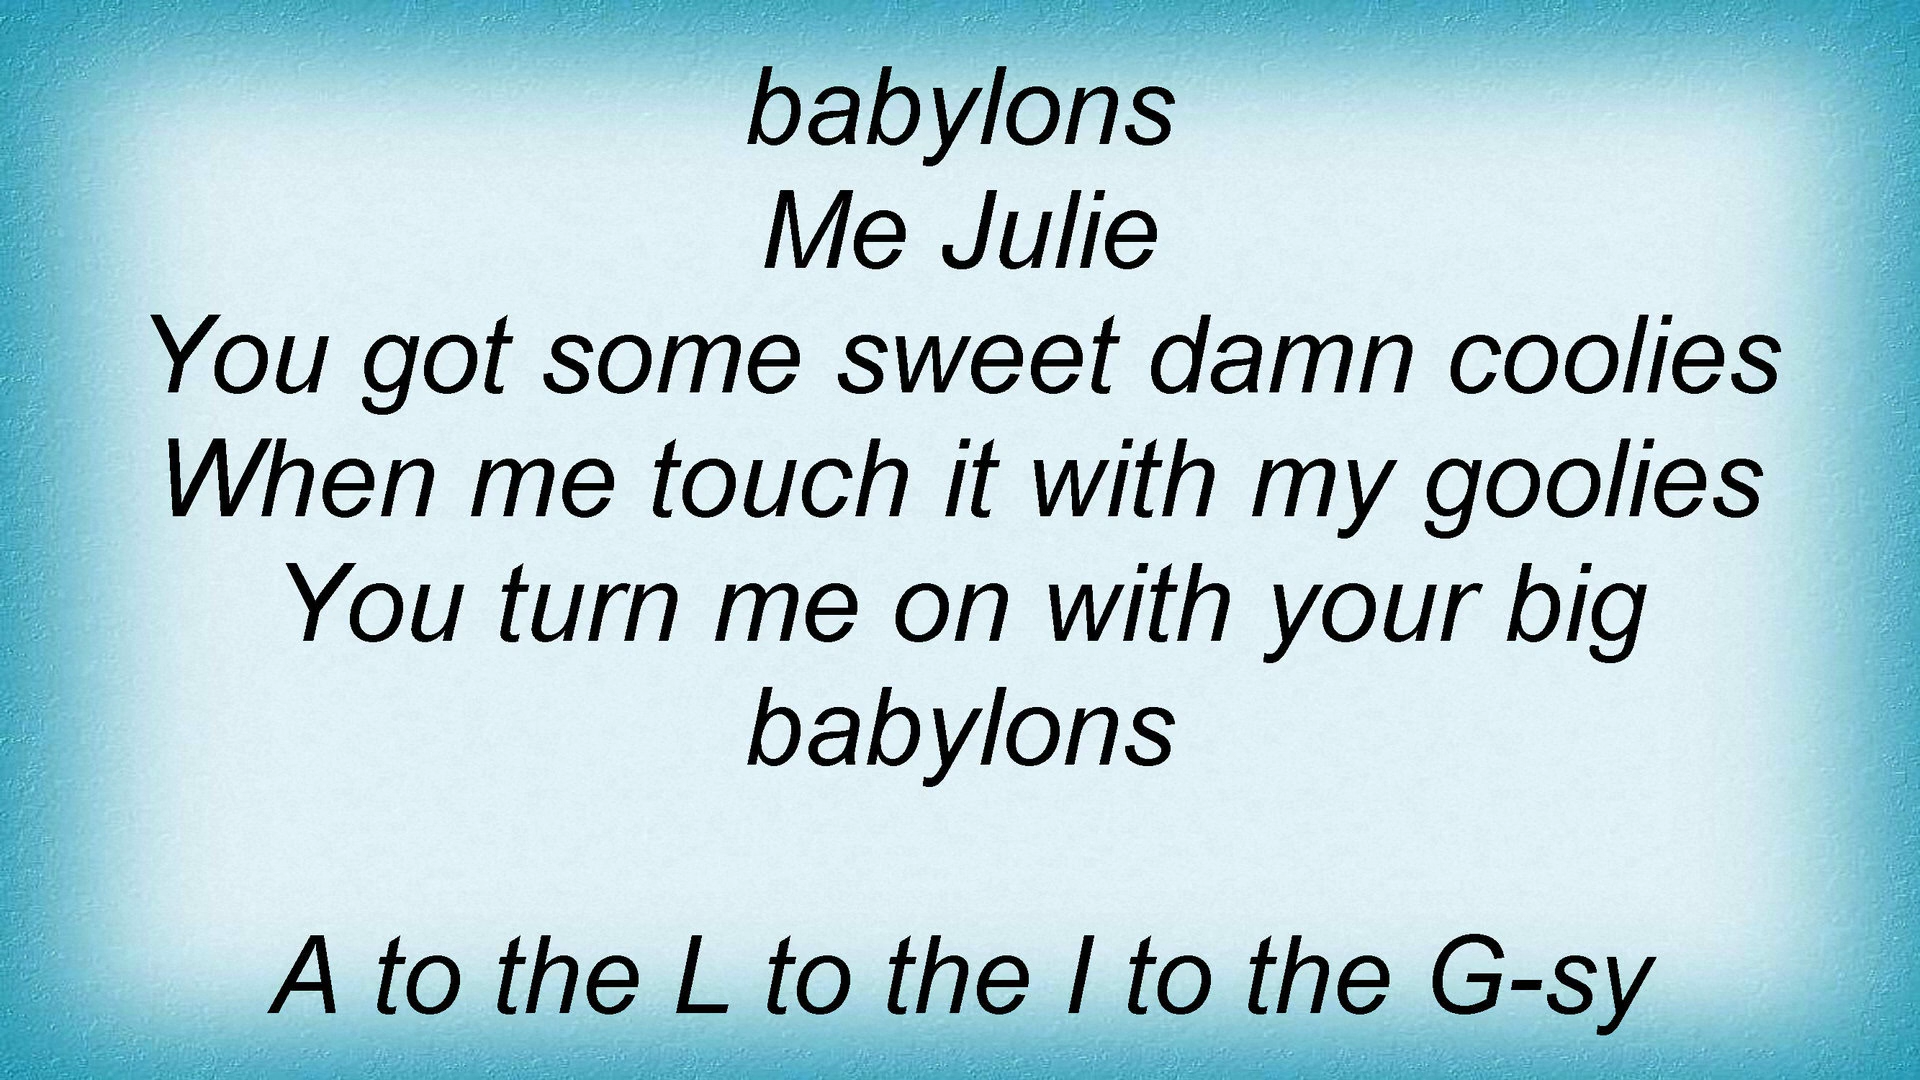 babylons
Me Julie
You got some sweet damn coolies
When me touch it with my goolies
You turn me on with your big
babylons
A to the L to the I to the G-sy